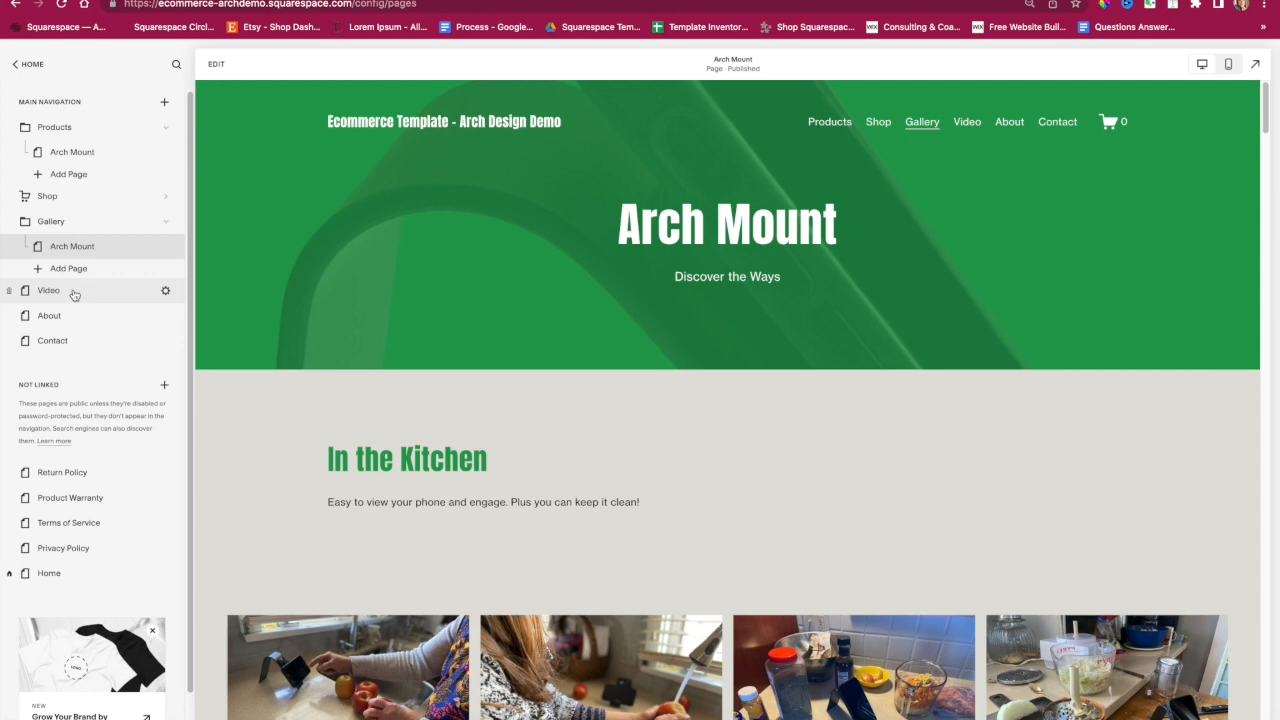 https://ecommerce-archdemo.squarespace.com/config/pages
Squarespace — A...
Squarespace Circl...
Etsy - Shop Dash...
Lorem Ipsum - All...
Process - Google...
Squarespace Tem...
Template Inventor...
Shop Squarespac...
Consulting & Coa...
Free Website Buil...
Questions Answer...
»
HOME
EDIT
Arch Mount
Page · Published
MAIN NAVIGATION
Products
Arch Mount
Add Page
Shop
Gallery
Arch Mount
Add Page
Video
About
Contact
NOT LINKED
These pages are public unless they're disabled or
password-protected, but they don't appear in the
navigation. Search engines can also discover
them. Learn more
Return Policy
Product Warranty
Terms of Service
Privacy Policy
Home
LOGO
NEW
Grow Your Brand by
Ecommerce Template - Arch Design Demo
Products Shop Gallery Video About Contact 0
Arch Mount
Discover the Ways
In the Kitchen
Easy to view your phone and engage. Plus you can keep it clean!
PYREX